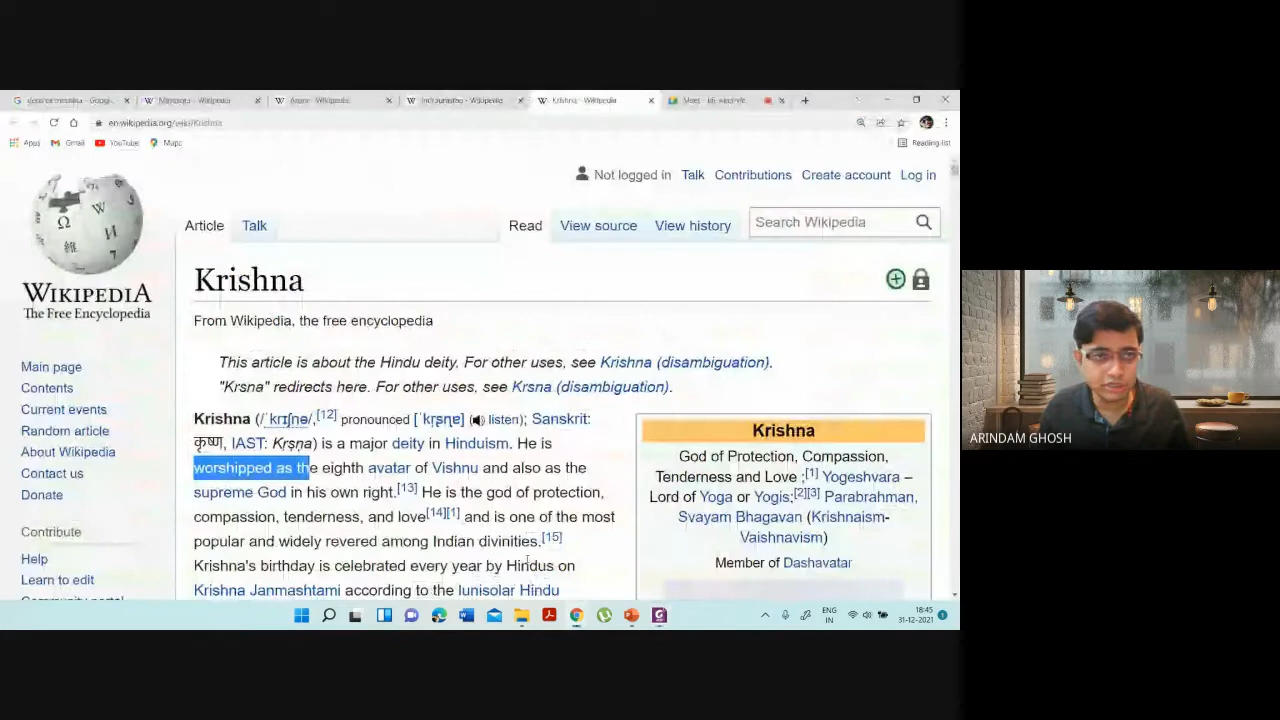 Krishna - Wikipedia
en.wikipedia.org/wiki/Krishna
Apps Gmail YouTube Maps Reading list
Not logged in Talk Contributions Create account Log in
Article Talk Read View source View history Search Wikipedia
WIKIPEDIA
The Free Encyclopedia
Main page
Contents
Current events
Random article
About Wikipedia
Contact us
Donate
Contribute
Help
Learn to edit
Krishna
From Wikipedia, the free encyclopedia
This article is about the Hindu deity. For other uses, see Krishna (disambiguation).
"Krsna" redirects here. For other uses, see Krsna (disambiguation).
Krishna (/ˈkrɪʃnə/,[12] pronounced [ˈkr̩ʂɳɐ] ( listen); Sanskrit:
कृष्ण, IAST: Kṛṣṇa) is a major deity in Hinduism. He is
worshipped as the eighth avatar of Vishnu and also as the
supreme God in his own right.[13] He is the god of protection,
compassion, tenderness, and love[14][1] and is one of the most
popular and widely revered among Indian divinities.[15]
Krishna's birthday is celebrated every year by Hindus on
Krishna Janmashtami according to the lunisolar Hindu
Krishna
God of Protection, Compassion,
Tenderness and Love ;[1] Yogeshvara –
Lord of Yoga or Yogis;[2][3] Parabrahman,
Svayam Bhagavan (Krishnaism-
Vaishnavism)
Member of Dashavatar
ENG
IN
18:45
31-12-2021
ARINDAM GHOSH